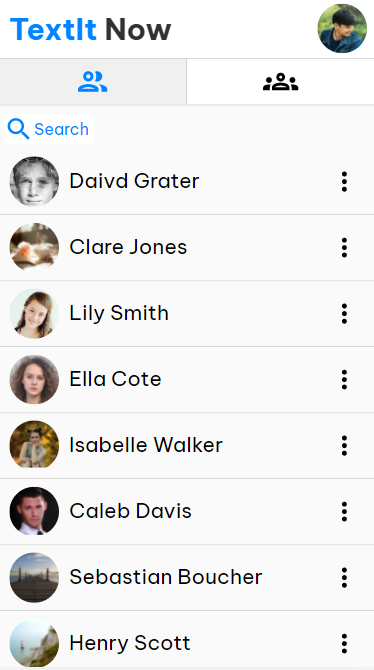 TextIt Now
Search
Daivd Grater
Clare Jones
Lily Smith
Ella Cote
Isabelle Walker
Caleb Davis
Sebastian Boucher
Henry Scott